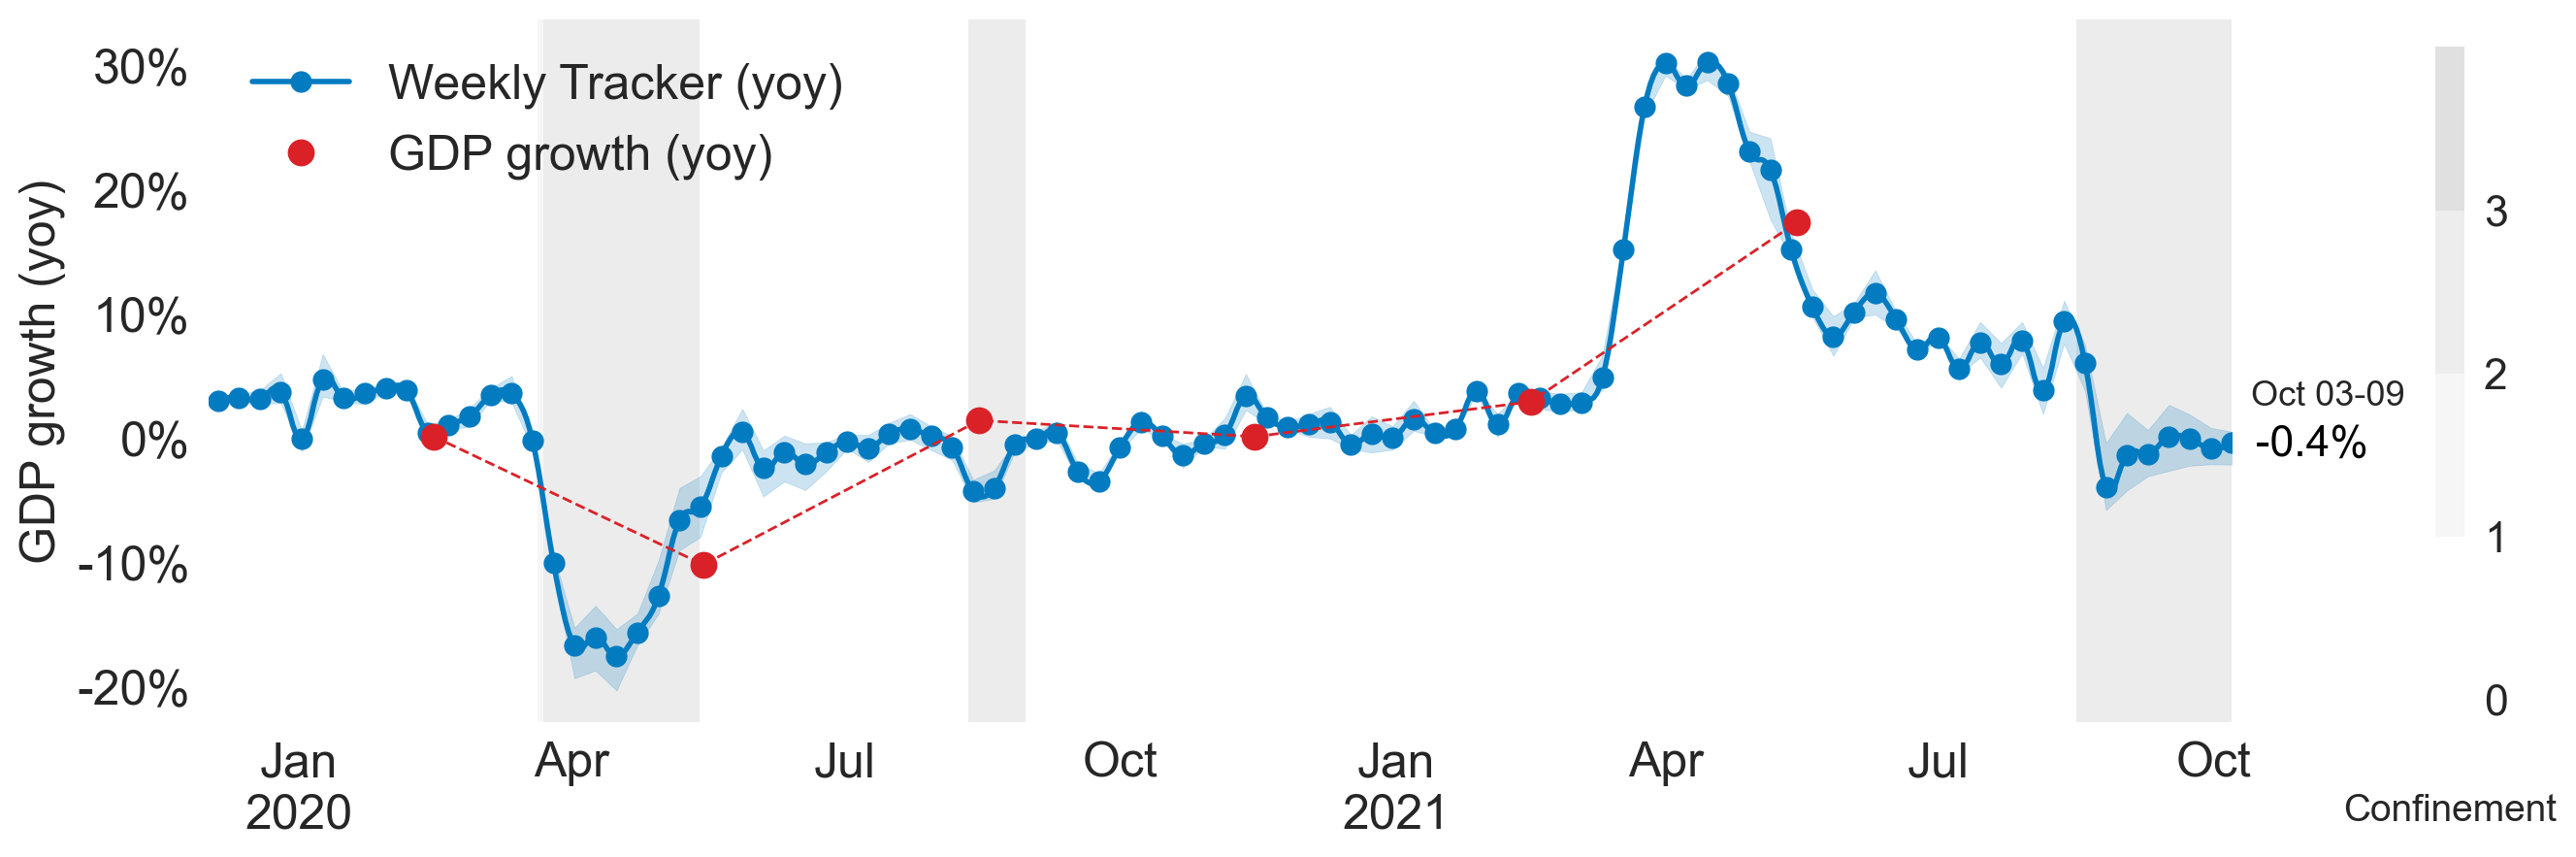 GDP growth (yoy)
30%
20%
10%
0%
-10%
-20%
Weekly Tracker (yoy)
GDP growth (yoy)
Oct 03-09
-0.4%
3
2
1
0
Jan Apr Jul Oct Jan Apr Jul Oct
2020 2021
Confinement